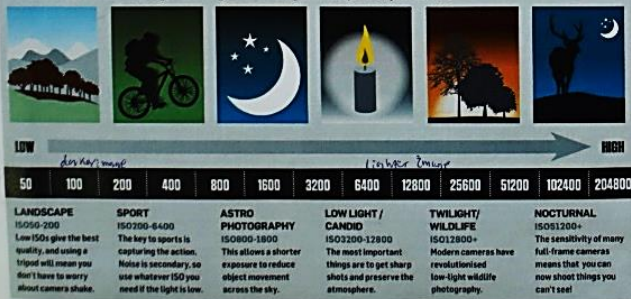 LOW
HIGH
darker image
lighter image
50 100 200 400 800 1600 3200 6400 12800 25600 51200 102400 204800
LANDSCAPE
ISO50-200
Low ISOs give the best
quality, and using a
tripod will mean you
don't have to worry
about camera shake.
SPORT
ISO200-6400
The key to sports is
capturing the action.
Noise is secondary, so
use whatever ISO you
need if the light is low.
ASTRO
PHOTOGRAPHY
ISO800-1600
This allows a shorter
exposure to reduce
object movement
across the sky.
LOW LIGHT /
CANDID
ISO3200-12800
The most important
things are to get sharp
shots and preserve the
atmosphere.
TWILIGHT/
WILDLIFE
ISO12800+
Modern cameras have
revolutionised
low-light wildlife
photography.
NOCTURNAL
ISO51200+
The sensitivity of many
full-frame cameras
means that you can
now shoot things you
can't see!